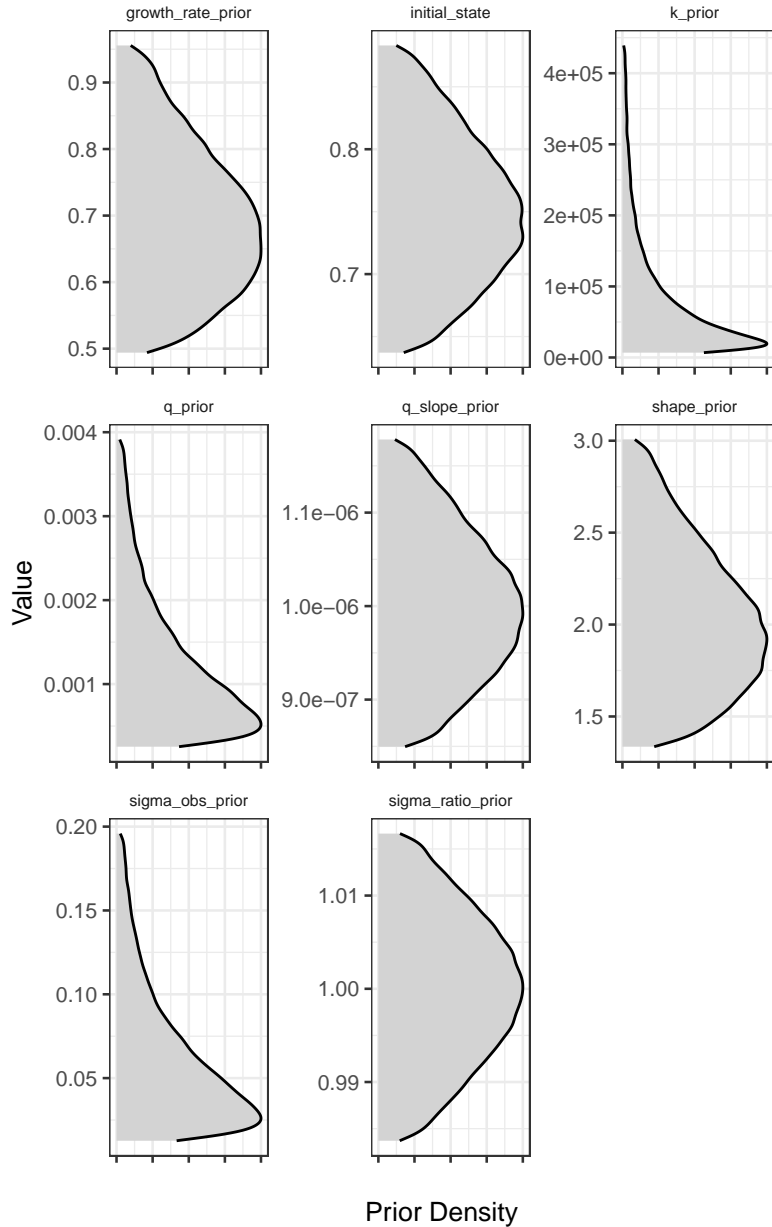 growth_rate_prior
initial_state
k_prior
0.9
0.8
0.7
0.6
0.5
0.8
0.7
4e+05
3e+05
2e+05
1e+05
0e+00
q_prior
q_slope_prior
shape_prior
0.004
0.003
0.002
0.001
1.1e-06
1.0e-06
9.0e-07
3.0
2.5
2.0
1.5
Value
sigma_obs_prior
sigma_ratio_prior
0.20
0.15
0.10
0.05
1.01
1.00
0.99
Prior Density